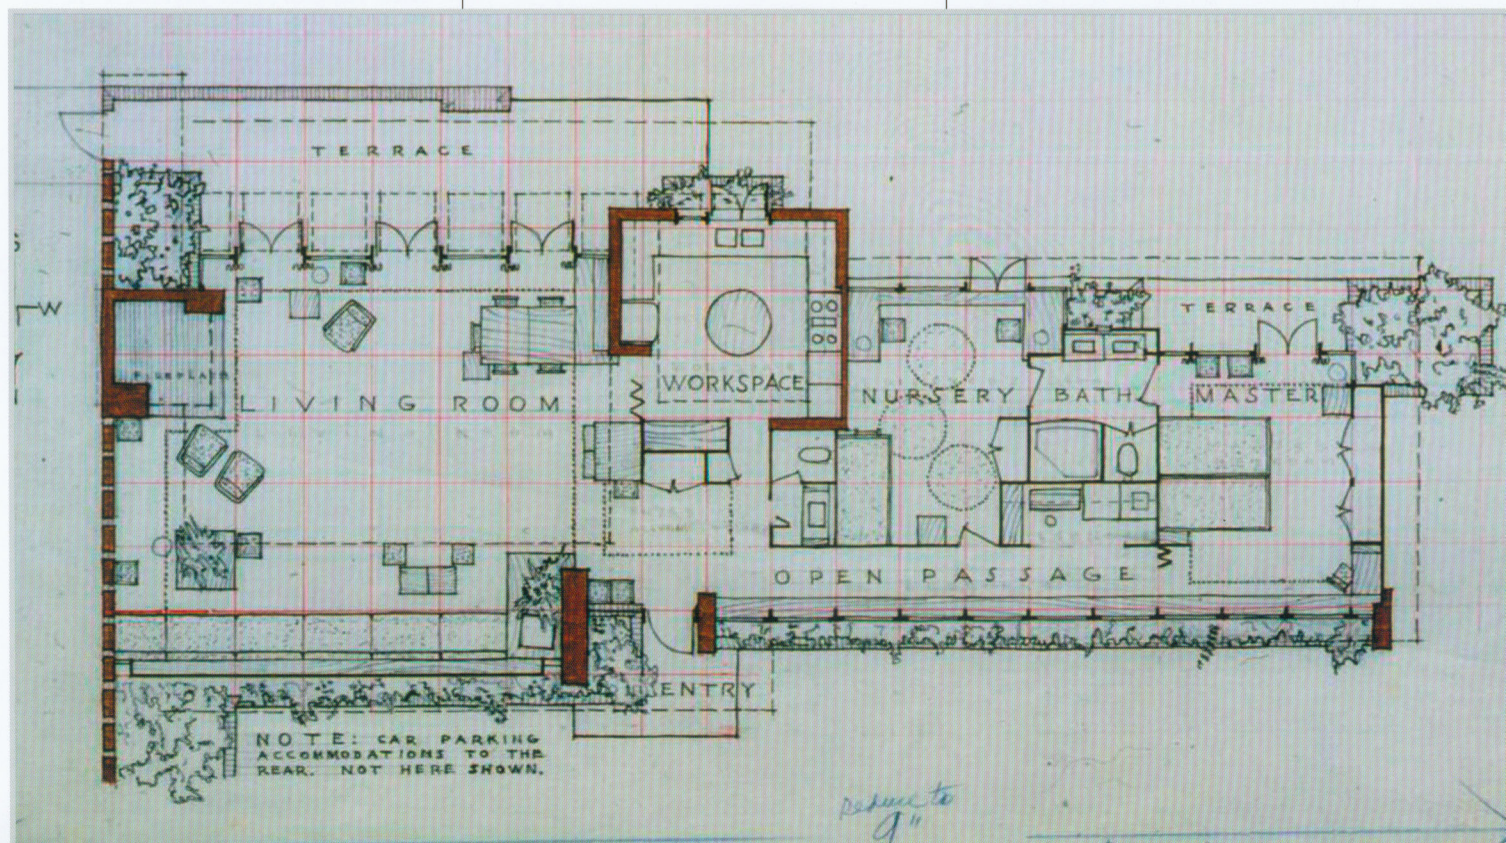 TERRACE
W
TERRACE
FIREPLACE
WORKSPACE
LIVING ROOM
NURSERY
BATH
MASTER
OPEN PASSAGE
ENTRY
NOTE: CAR PARKING
ACCOMMODATIONS TO THE
REAR. NOT HERE SHOWN.
Reduce to
9"